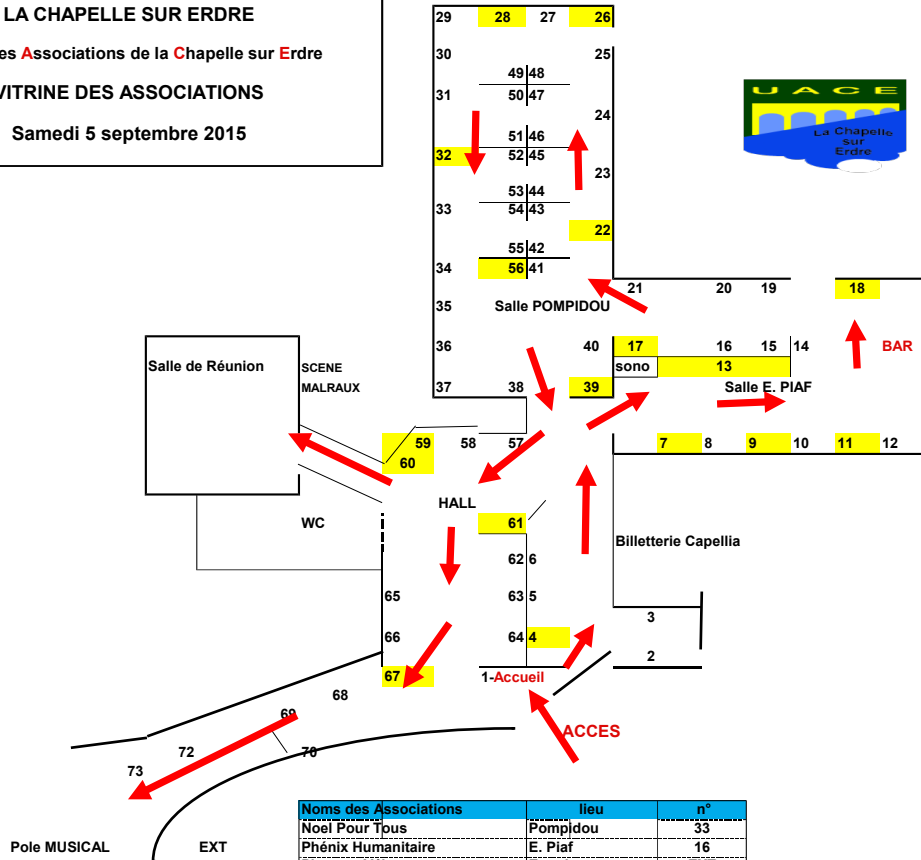 LA CHAPELLE SUR ERDRE
es Associations de la Chapelle sur Erdre
VITRINE DES ASSOCIATIONS
Samedi 5 septembre 2015
UACE
La Chapelle
sur
Erdre
29 28 27 26
30 25
49 48
31 50 47
24
51 46
32 52 45
23
53 44
33 54 43
22
55 42
34 56 41
21 20 19 18
35 Salle POMPIDOU
36 40 17 16 15 14 BAR
Salle de Réunion
SCENE
MALRAUX
sono 13
37 38 39 Salle E. PIAF
59 58 57 7 8 9 10 11 12
60
HALL
WC 61
Billetterie Capellia
62 6
65 63 5
3
66 64 4
2
67 1-Accueil
68
69
ACCES
72 70
73
Noms des Associations lieu n°
Noel Pour Tous Pompidou 33
Phénix Humanitaire E. Piaf 16
Pole MUSICAL EXT